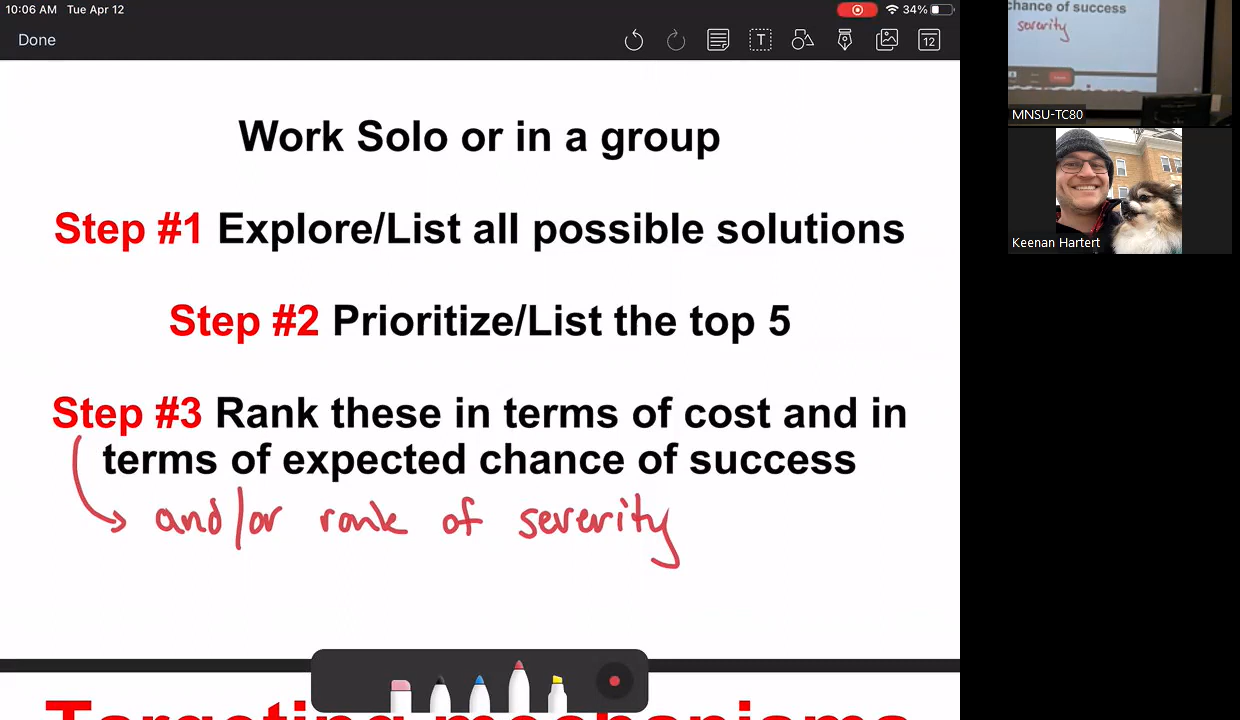 10:06 AM Tue Apr 12
34%
Done
T
12
Work Solo or in a group
Step #1 Explore/List all possible solutions
Step #2 Prioritize/List the top 5
Step #3 Rank these in terms of cost and in
terms of expected chance of success
and/or rank of severity
Targeting mechanisms
chance of success
severity
MNSU-TC80
Keenan Hartert